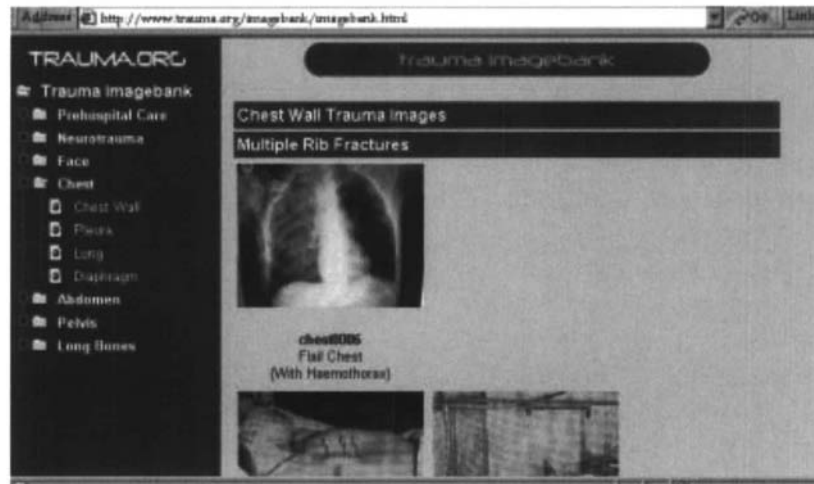 Address http://www.trauma.org/imagebank/imagebank.html Go Links
TRAUMA.ORG
trauma imagebank
Trauma Imagebank
Prehospital Care
Neurotrauma
Face
Chest
Chest Wall
Pleura
Lung
Diaphragm
Abdomen
Pelvis
Long Bones
Chest Wall Trauma Images
Multiple Rib Fractures
chest0006
Flail Chest
(With Haemothorax)